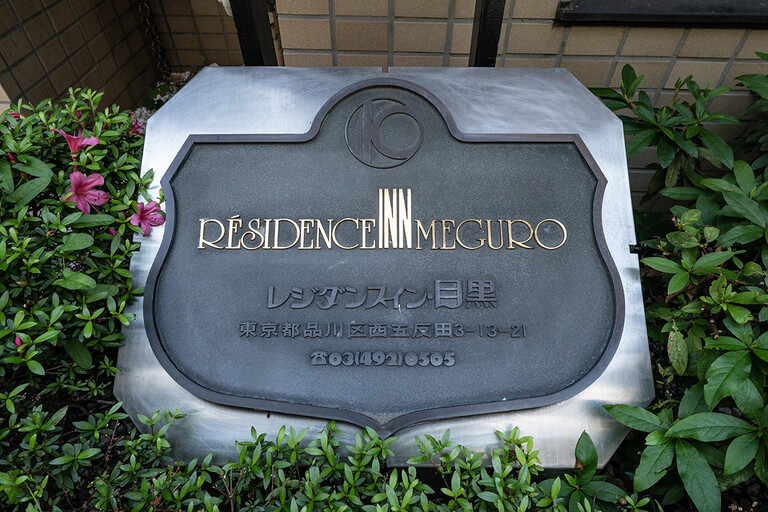 RÉSIDENCE INN MEGURO
レジダンスイン・目黒
東京都品川区西五反田3-13-21
☎03(492)0505